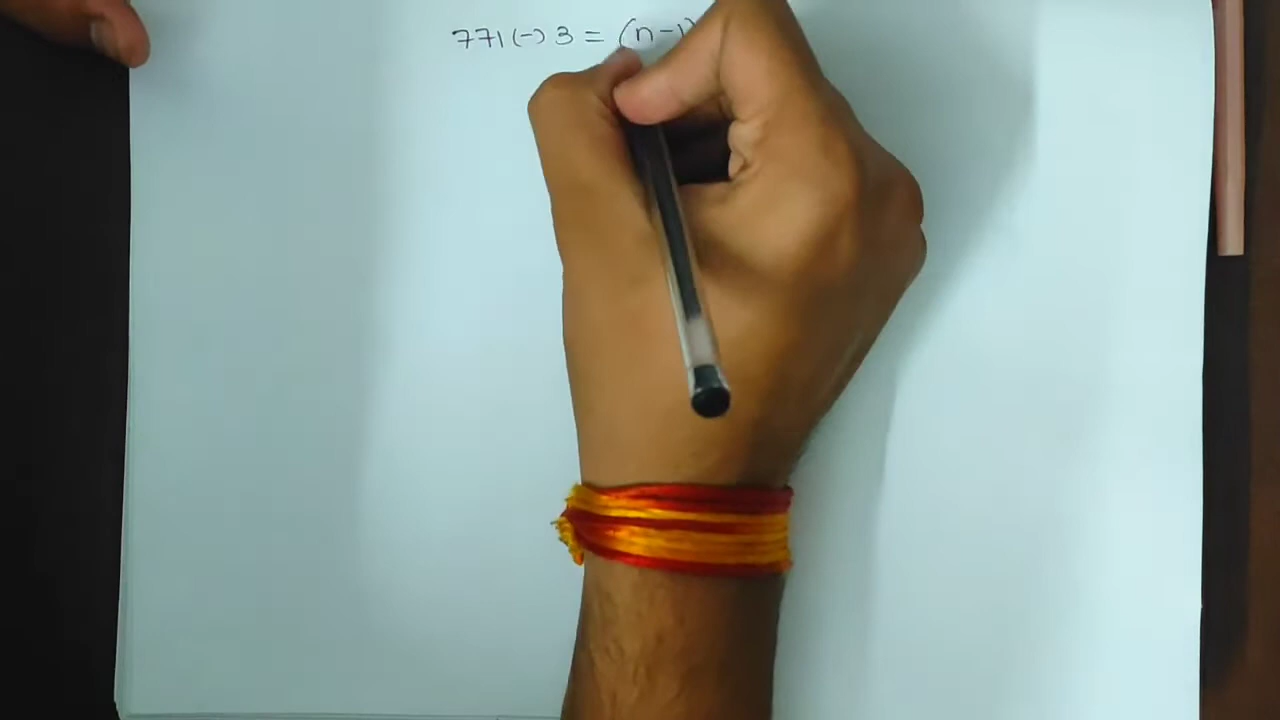 771(-) 3 = (n-1)